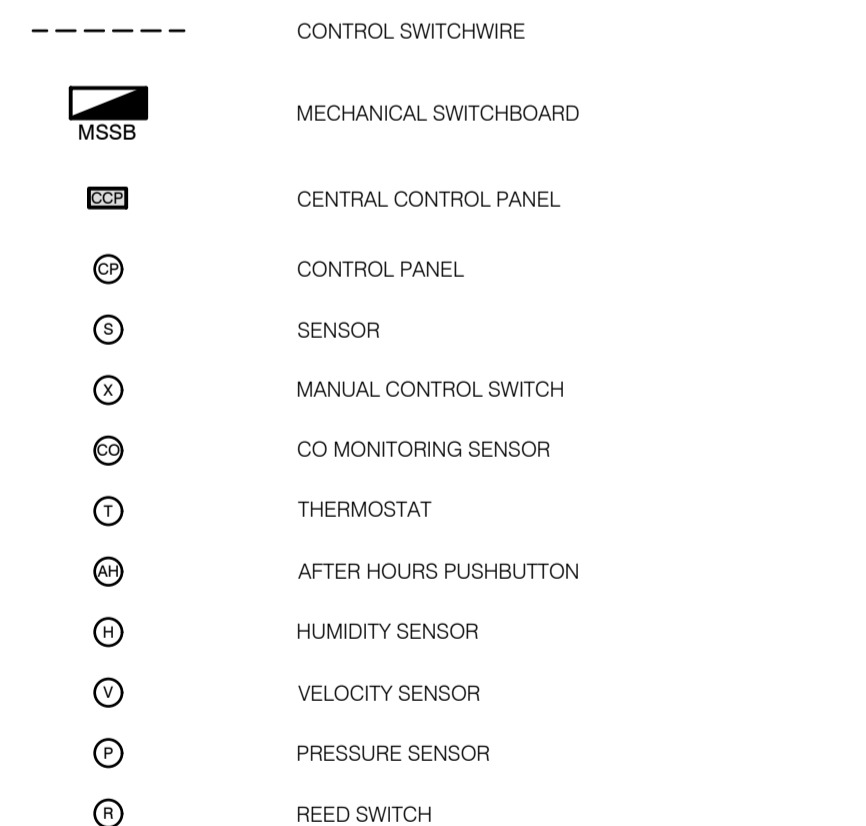 CONTROL SWITCHWIRE
MSSB
MECHANICAL SWITCHBOARD
CCP
CENTRAL CONTROL PANEL
CP
CONTROL PANEL
S
SENSOR
X
MANUAL CONTROL SWITCH
CO
CO MONITORING SENSOR
T
THERMOSTAT
AH
AFTER HOURS PUSHBUTTON
H
HUMIDITY SENSOR
V
VELOCITY SENSOR
P
PRESSURE SENSOR
R
REED SWITCH